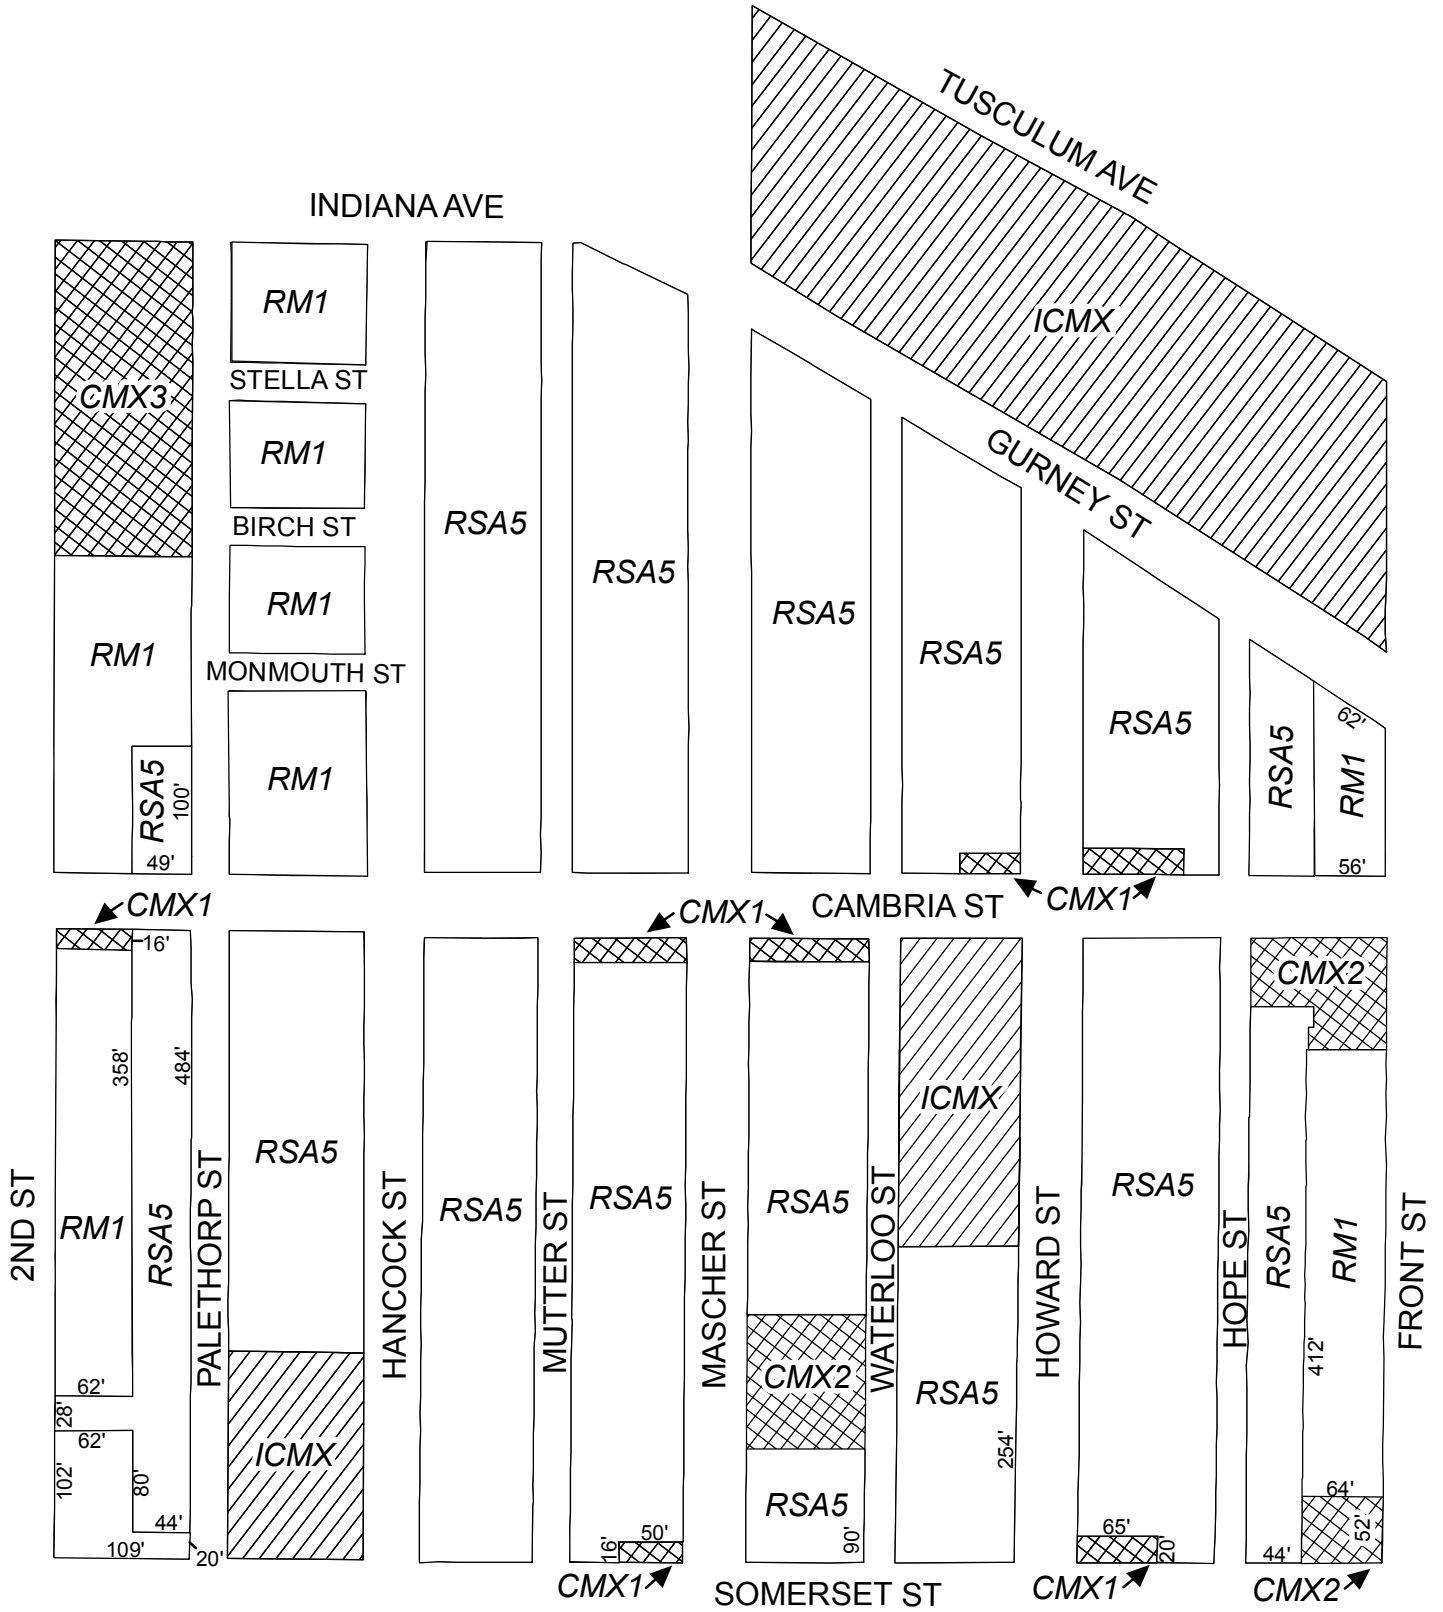 TUSCULUM AVE
INDIANA AVE
RM1
ICMX
STELLA ST
CMX3
GURNEY ST
RM1
BIRCH ST
RSA5
RSA5
RM1
RSA5
RM1
RSA5
MONMOUTH ST
62'
RSA5
RSA5
RM1
RM1
RSA5
100'
49'
56'
CMX1
CMX1
CAMBRIA ST
CMX1
16'
CMX2
358'
484'
ICMX
RSA5
RSA5
RSA5
RSA5
RSA5
RM1
RSA5
RSA5
RM1
2ND ST
PALETHORP ST
HANCOCK ST
MUTTER ST
MASCHER ST
WATERLOO ST
HOWARD ST
HOPE ST
FRONT ST
412'
62'
28'
CMX2
RSA5
62'
102'
80'
ICMX
254'
64'
RSA5
44'
109'
20'
50'
16'
90'
65'
20'
52'
44'
CMX1
SOMERSET ST
CMX1
CMX2